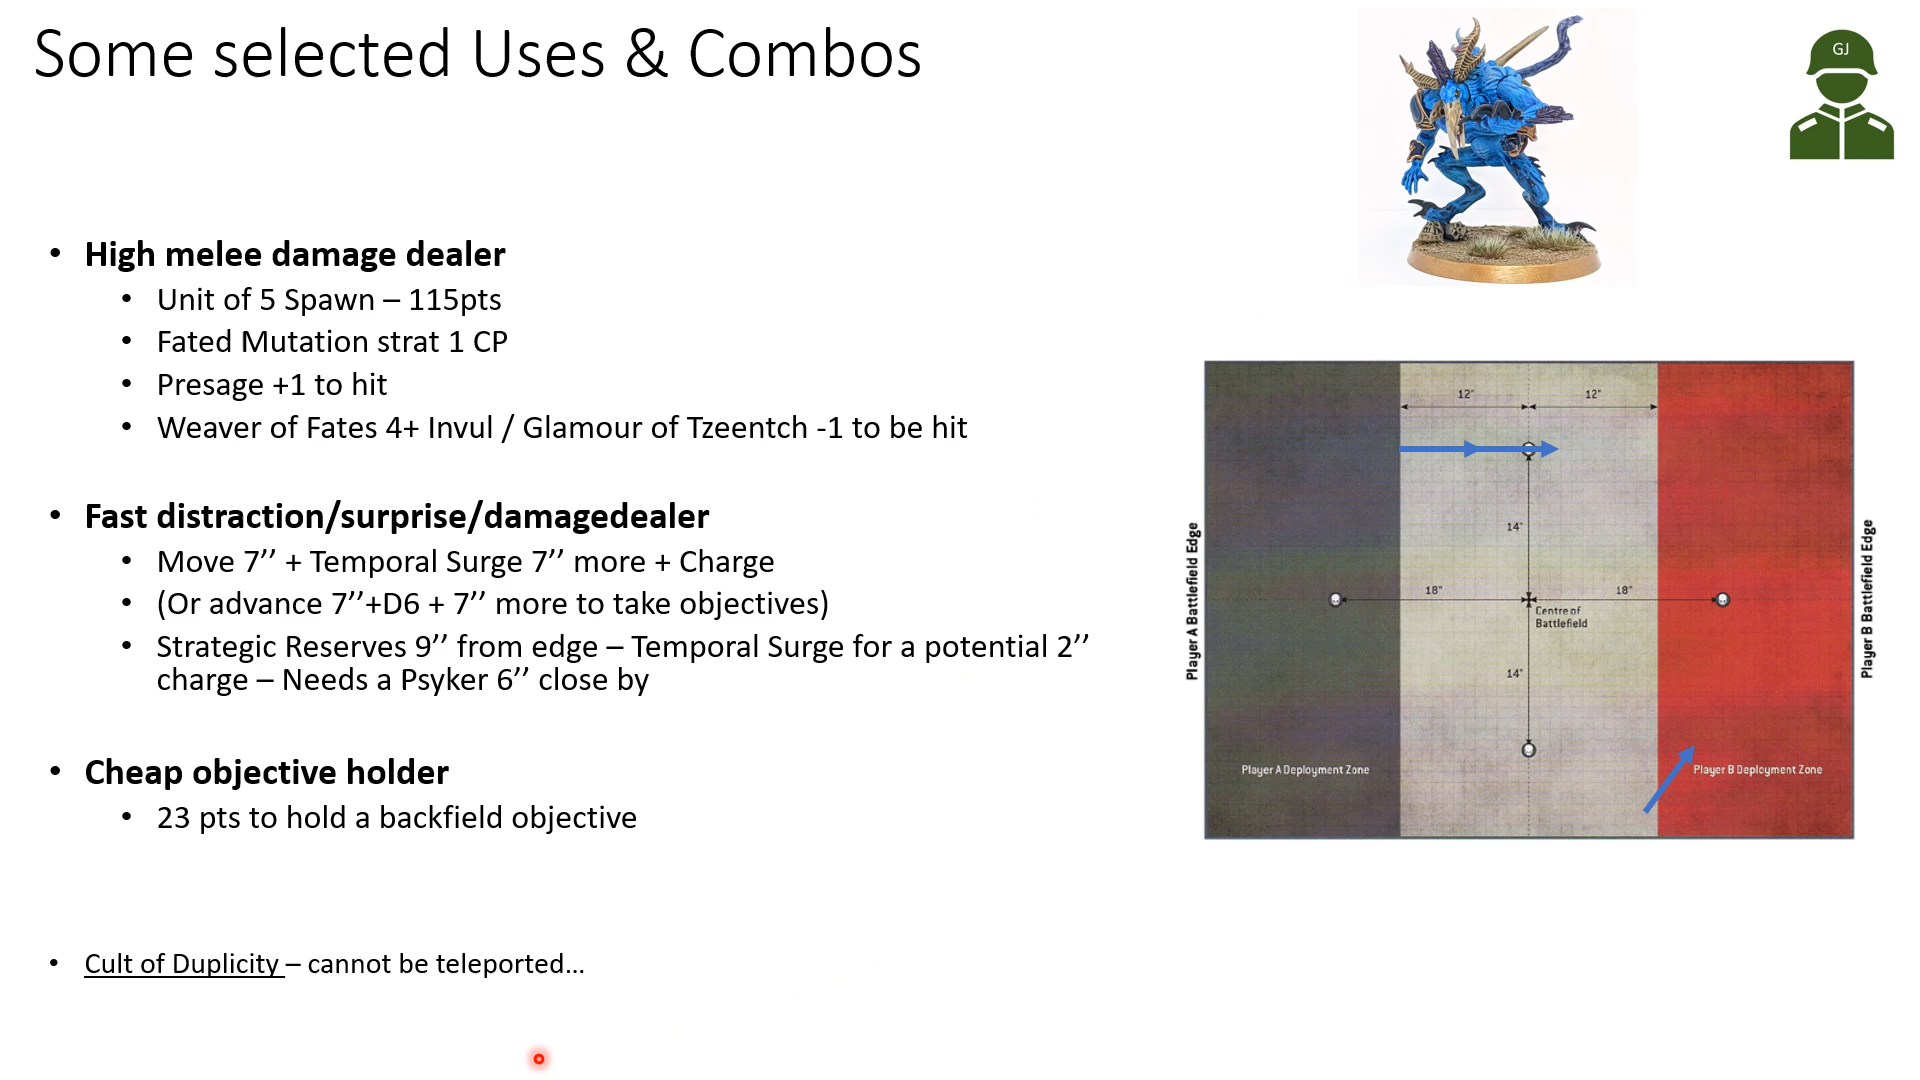 Some selected Uses & Combos
GJ
• High melee damage dealer
• Unit of 5 Spawn – 115pts
• Fated Mutation strat 1 CP
• Presage +1 to hit
• Weaver of Fates 4+ Invul / Glamour of Tzeentch -1 to be hit
• Fast distraction/surprise/damagedealer
• Move 7’’ + Temporal Surge 7’’ more + Charge
• (Or advance 7’’+D6 + 7’’ more to take objectives)
• Strategic Reserves 9’’ from edge – Temporal Surge for a potential 2’’
charge – Needs a Psyker 6’’ close by
• Cheap objective holder
• 23 pts to hold a backfield objective
• Cult of Duplicity – cannot be teleported…
12"
12"
14"
18"
18"
Centre of
Battlefield
14"
Player A Deployment Zone
Player B Deployment Zone
Player A Battlefield Edge
Player B Battlefield Edge